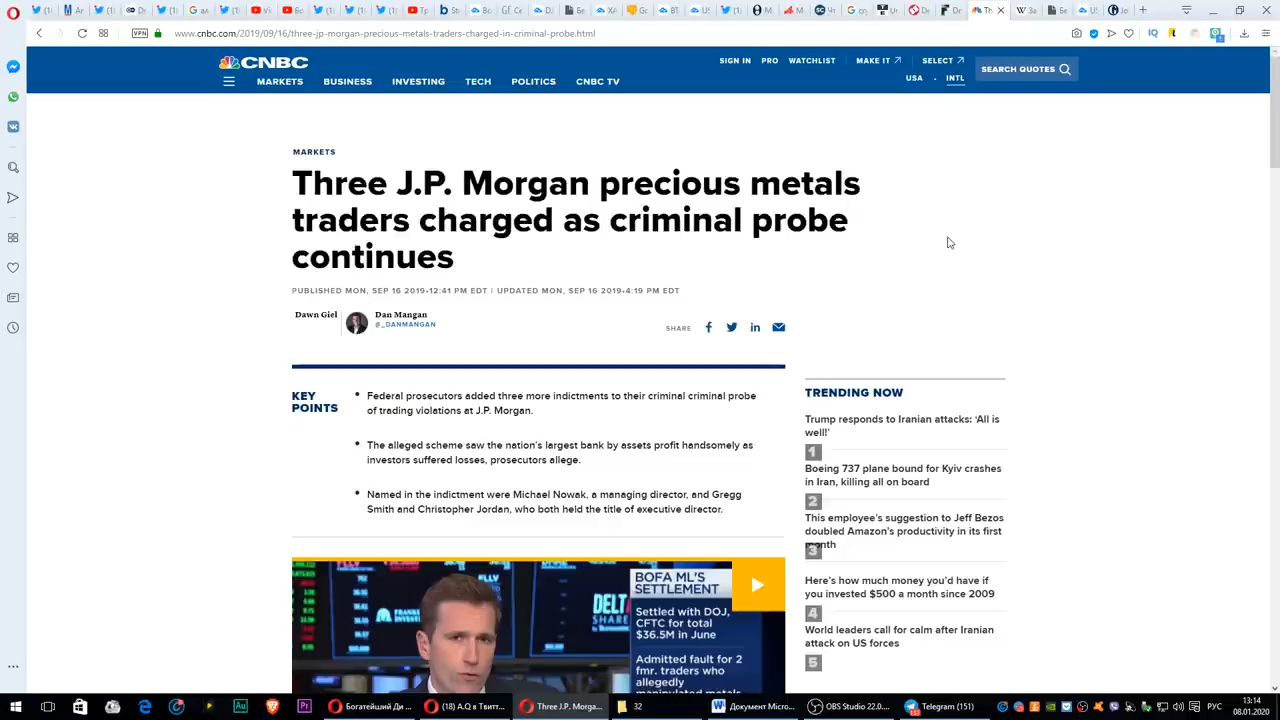 VPN
www.cnbc.com/2019/09/16/three-jp-morgan-precious-metals-traders-charged-in-criminal-probe.html
CNBC
SIGN IN PRO WATCHLIST MAKE IT SELECT
USA - INTL
SEARCH QUOTES
MARKETS BUSINESS INVESTING TECH POLITICS CNBC TV
MARKETS
Three J.P. Morgan precious metals
traders charged as criminal probe
continues
PUBLISHED MON, SEP 16 2019•12:41 PM EDT | UPDATED MON, SEP 16 2019•4:19 PM EDT
Dawn Giel
Dan Mangan
@_DANMANGAN
SHARE
KEY
POINTS
Federal prosecutors added three more indictments to their criminal criminal probe
of trading violations at J.P. Morgan.
The alleged scheme saw the nation's largest bank by assets profit handsomely as
investors suffered losses, prosecutors allege.
Named in the indictment were Michael Nowak, a managing director, and Gregg
Smith and Christopher Jordan, who both held the title of executive director.
TRENDING NOW
Trump responds to Iranian attacks: 'All is
well!'
1
Boeing 737 plane bound for Kyiv crashes
in Iran, killing all on board
2
This employee's suggestion to Jeff Bezos
doubled Amazon's productivity in its first
month
3
Here's how much money you'd have if
you invested $500 a month since 2009
4
World leaders call for calm after Iranian
attack on US forces
5
BOFA ML'S
SETTLEMENT
Settled with DOJ,
CFTC for total
$36.5M in June
Admitted fault for 2
fmr. traders who
allegedly
manipulated metals
Богатейший Ди ...
(18) A.Q в Твитт...
Three J.P. Morga...
32
Документ Micro...
OBS Studio 22.0....
Telegram (151)
РУС
13:14
08.01.2020